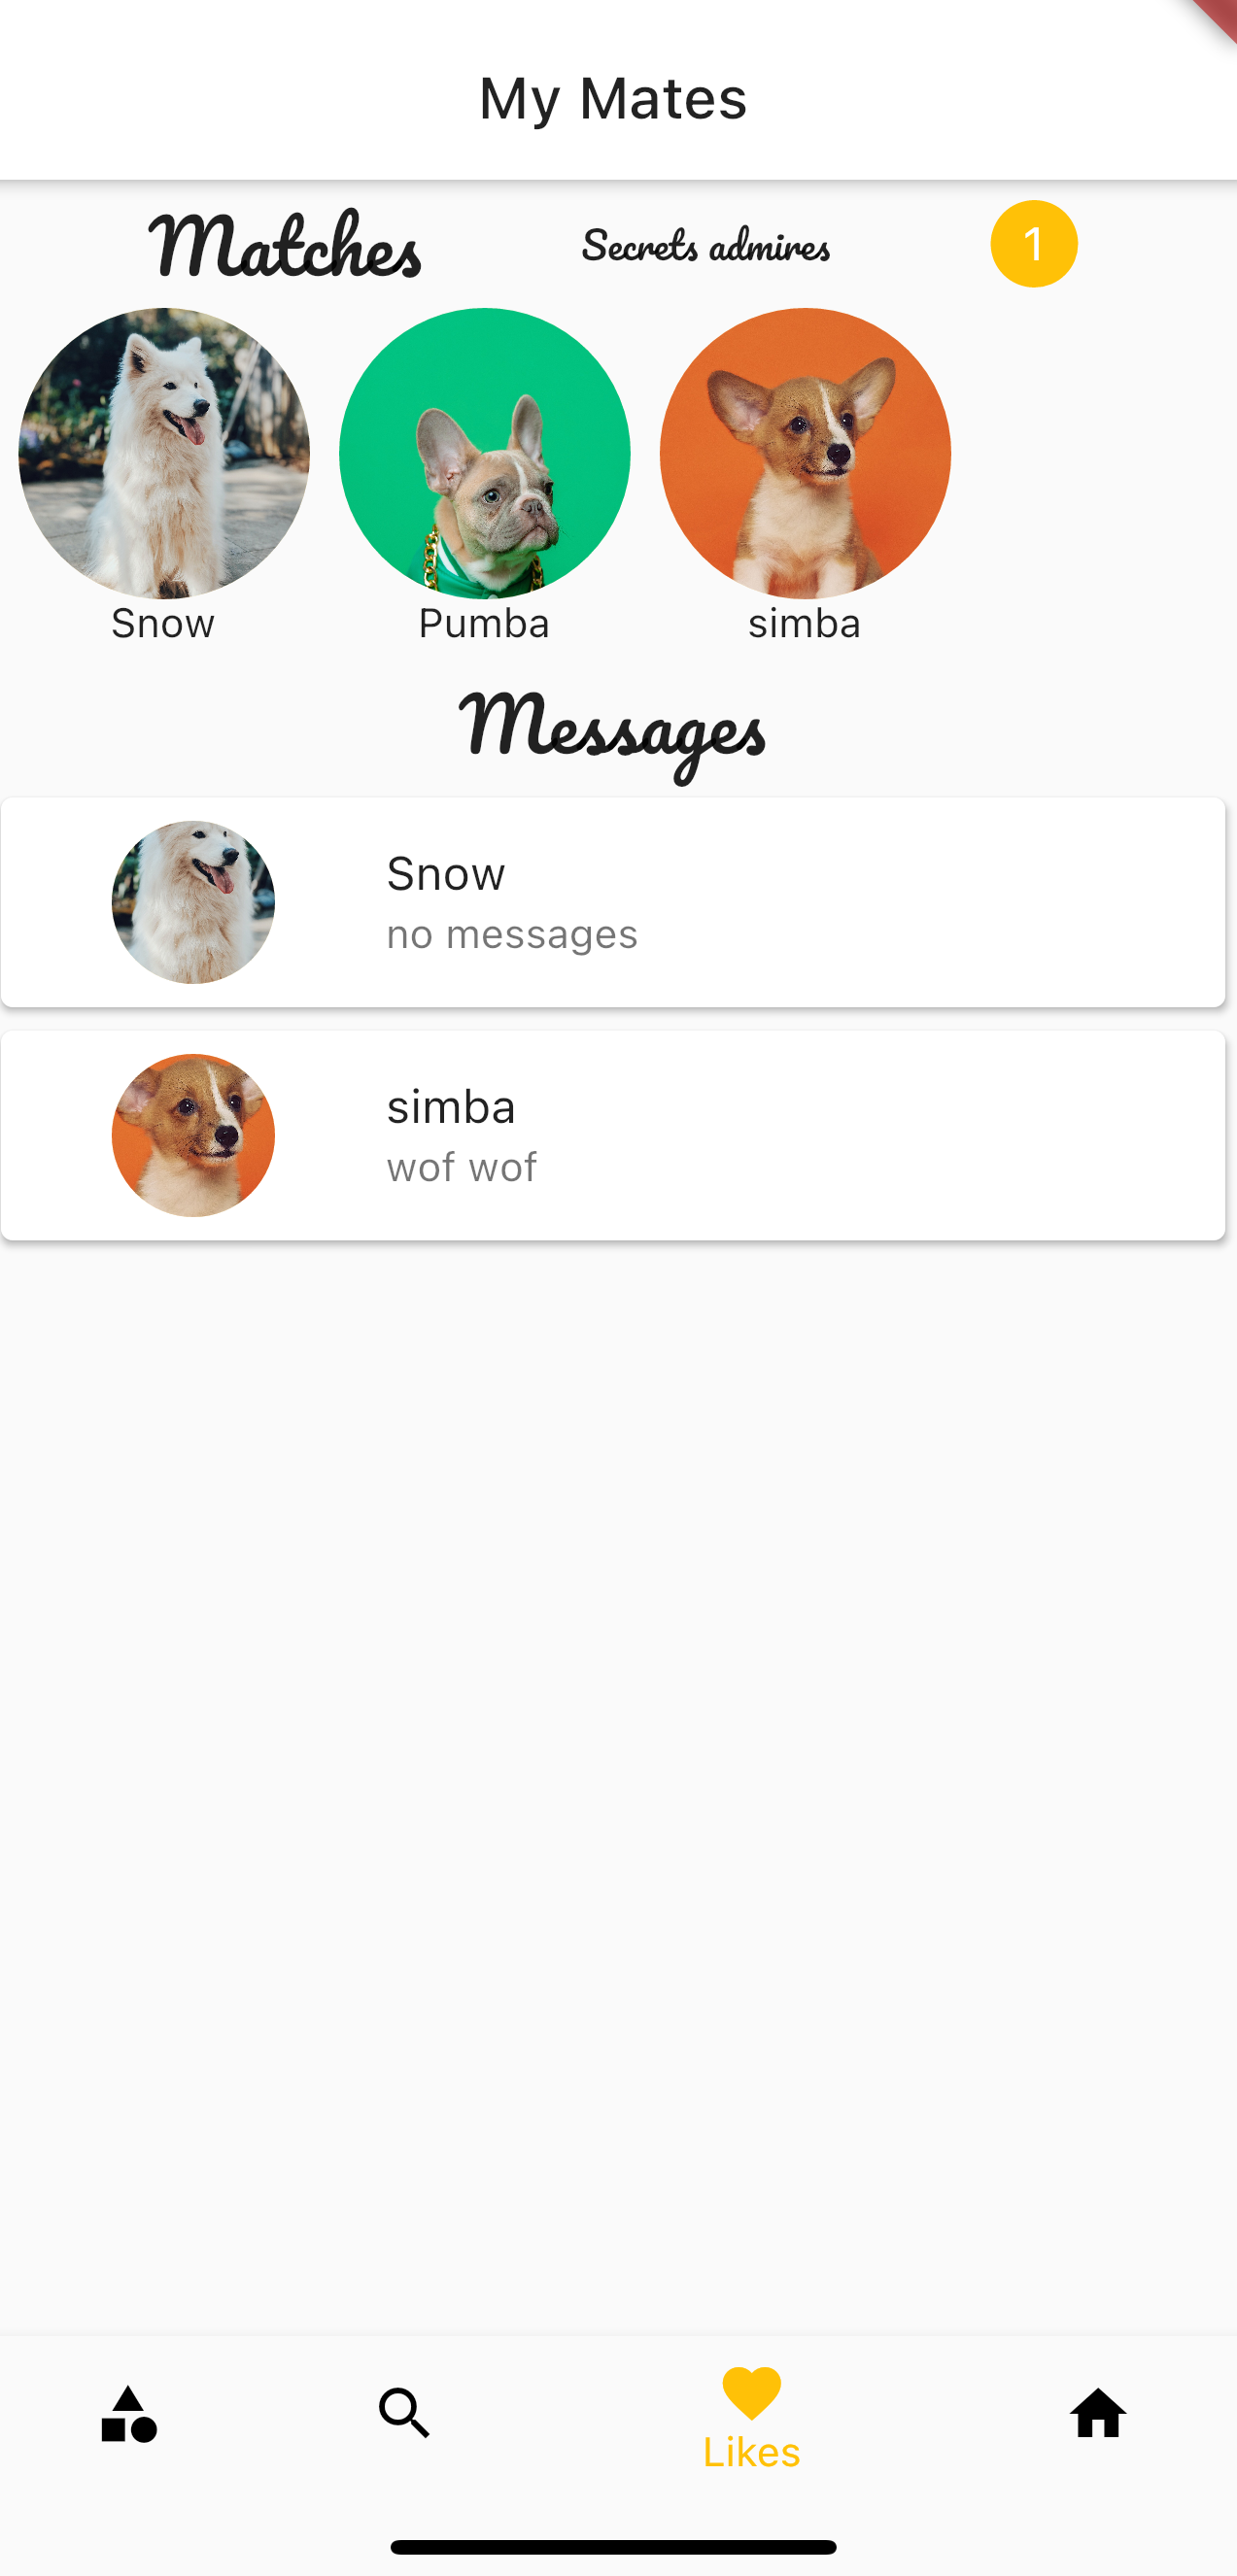 My Mates
Matches Secrets admires 1
Snow Pumba simba
Messages
Snow
no messages
simba
wof wof
Likes